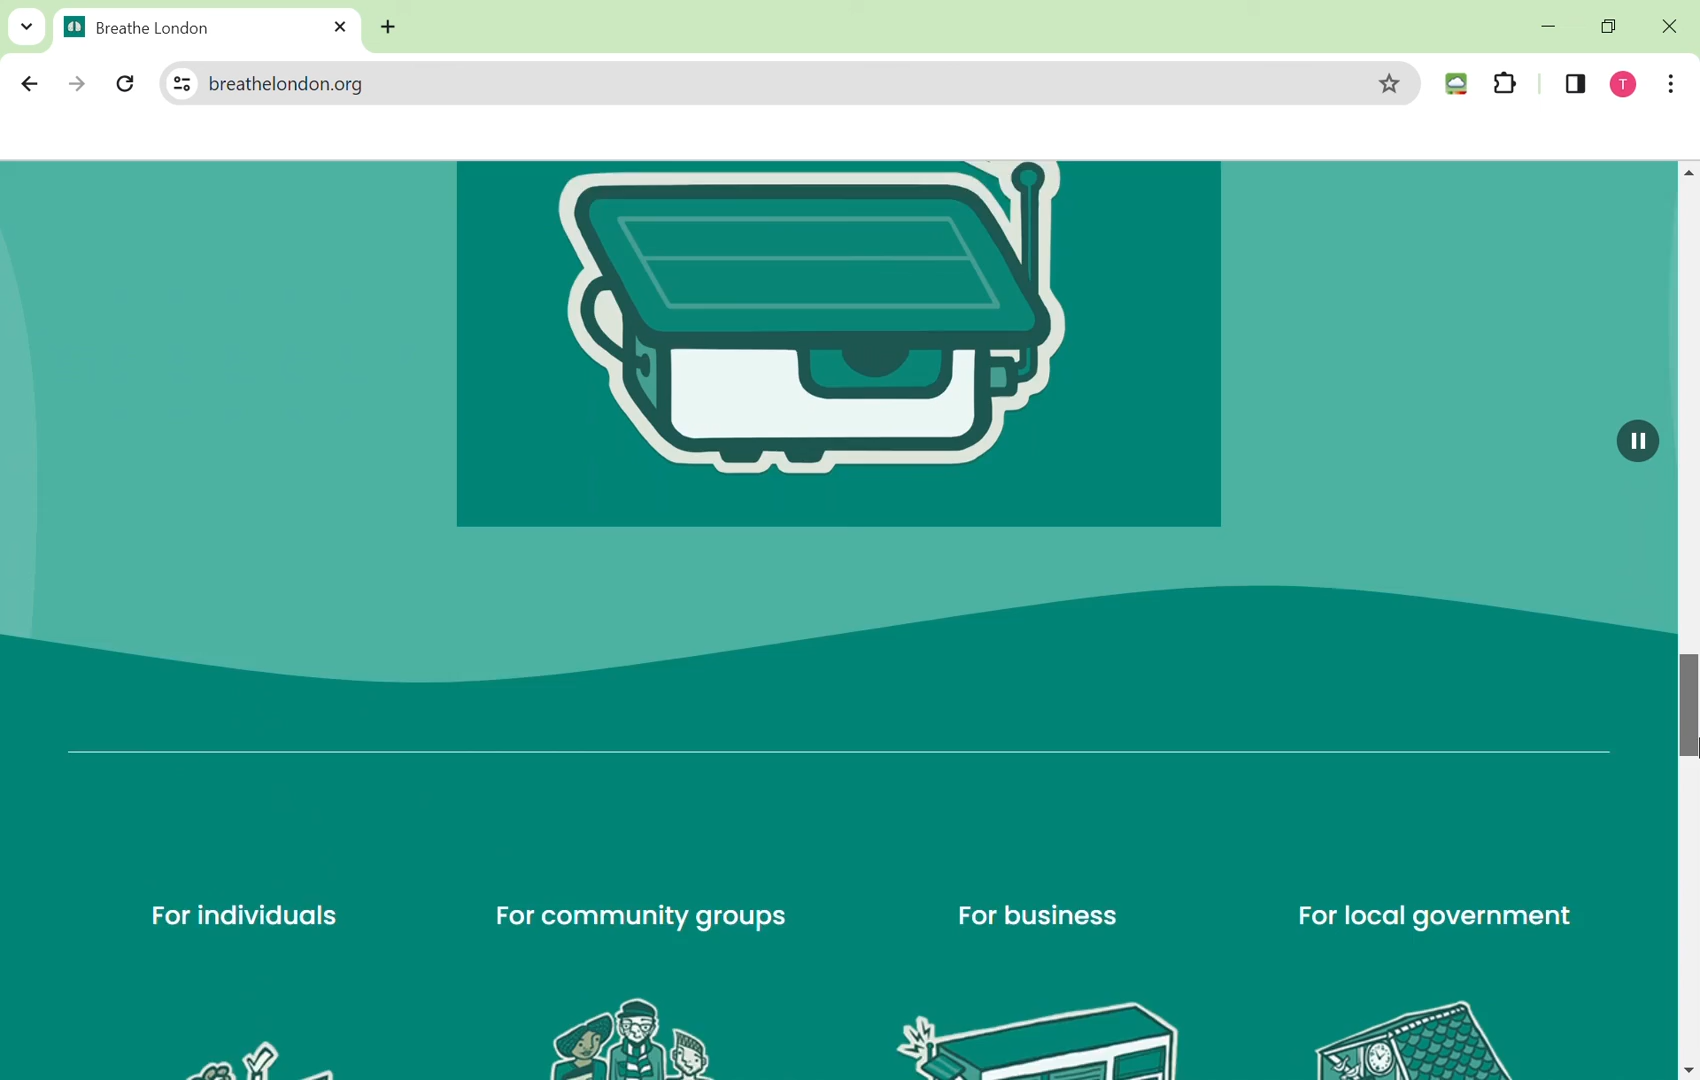 Breathe London
breathelondon.org
T
For individuals
For community groups
For business
For local government